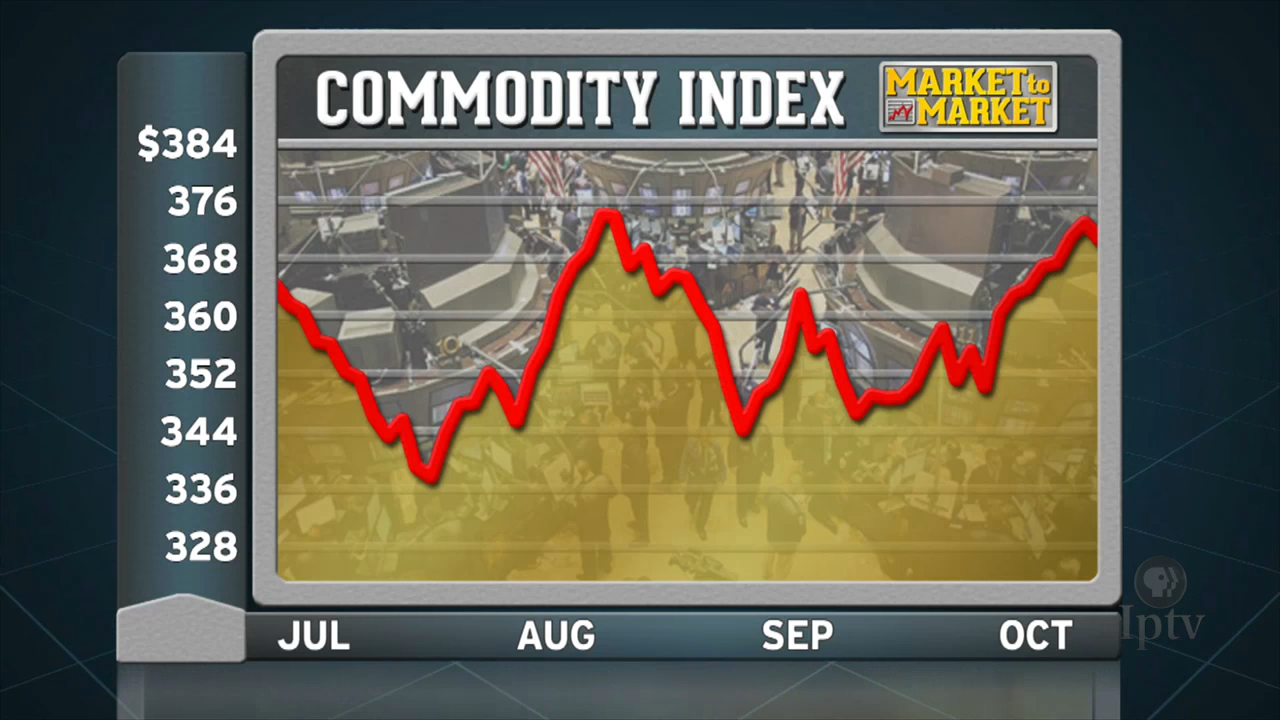 COMMODITY INDEX
MARKET to
MARKET
$384
376
368
360
352
344
336
328
JUL AUG SEP OCT
Iptv